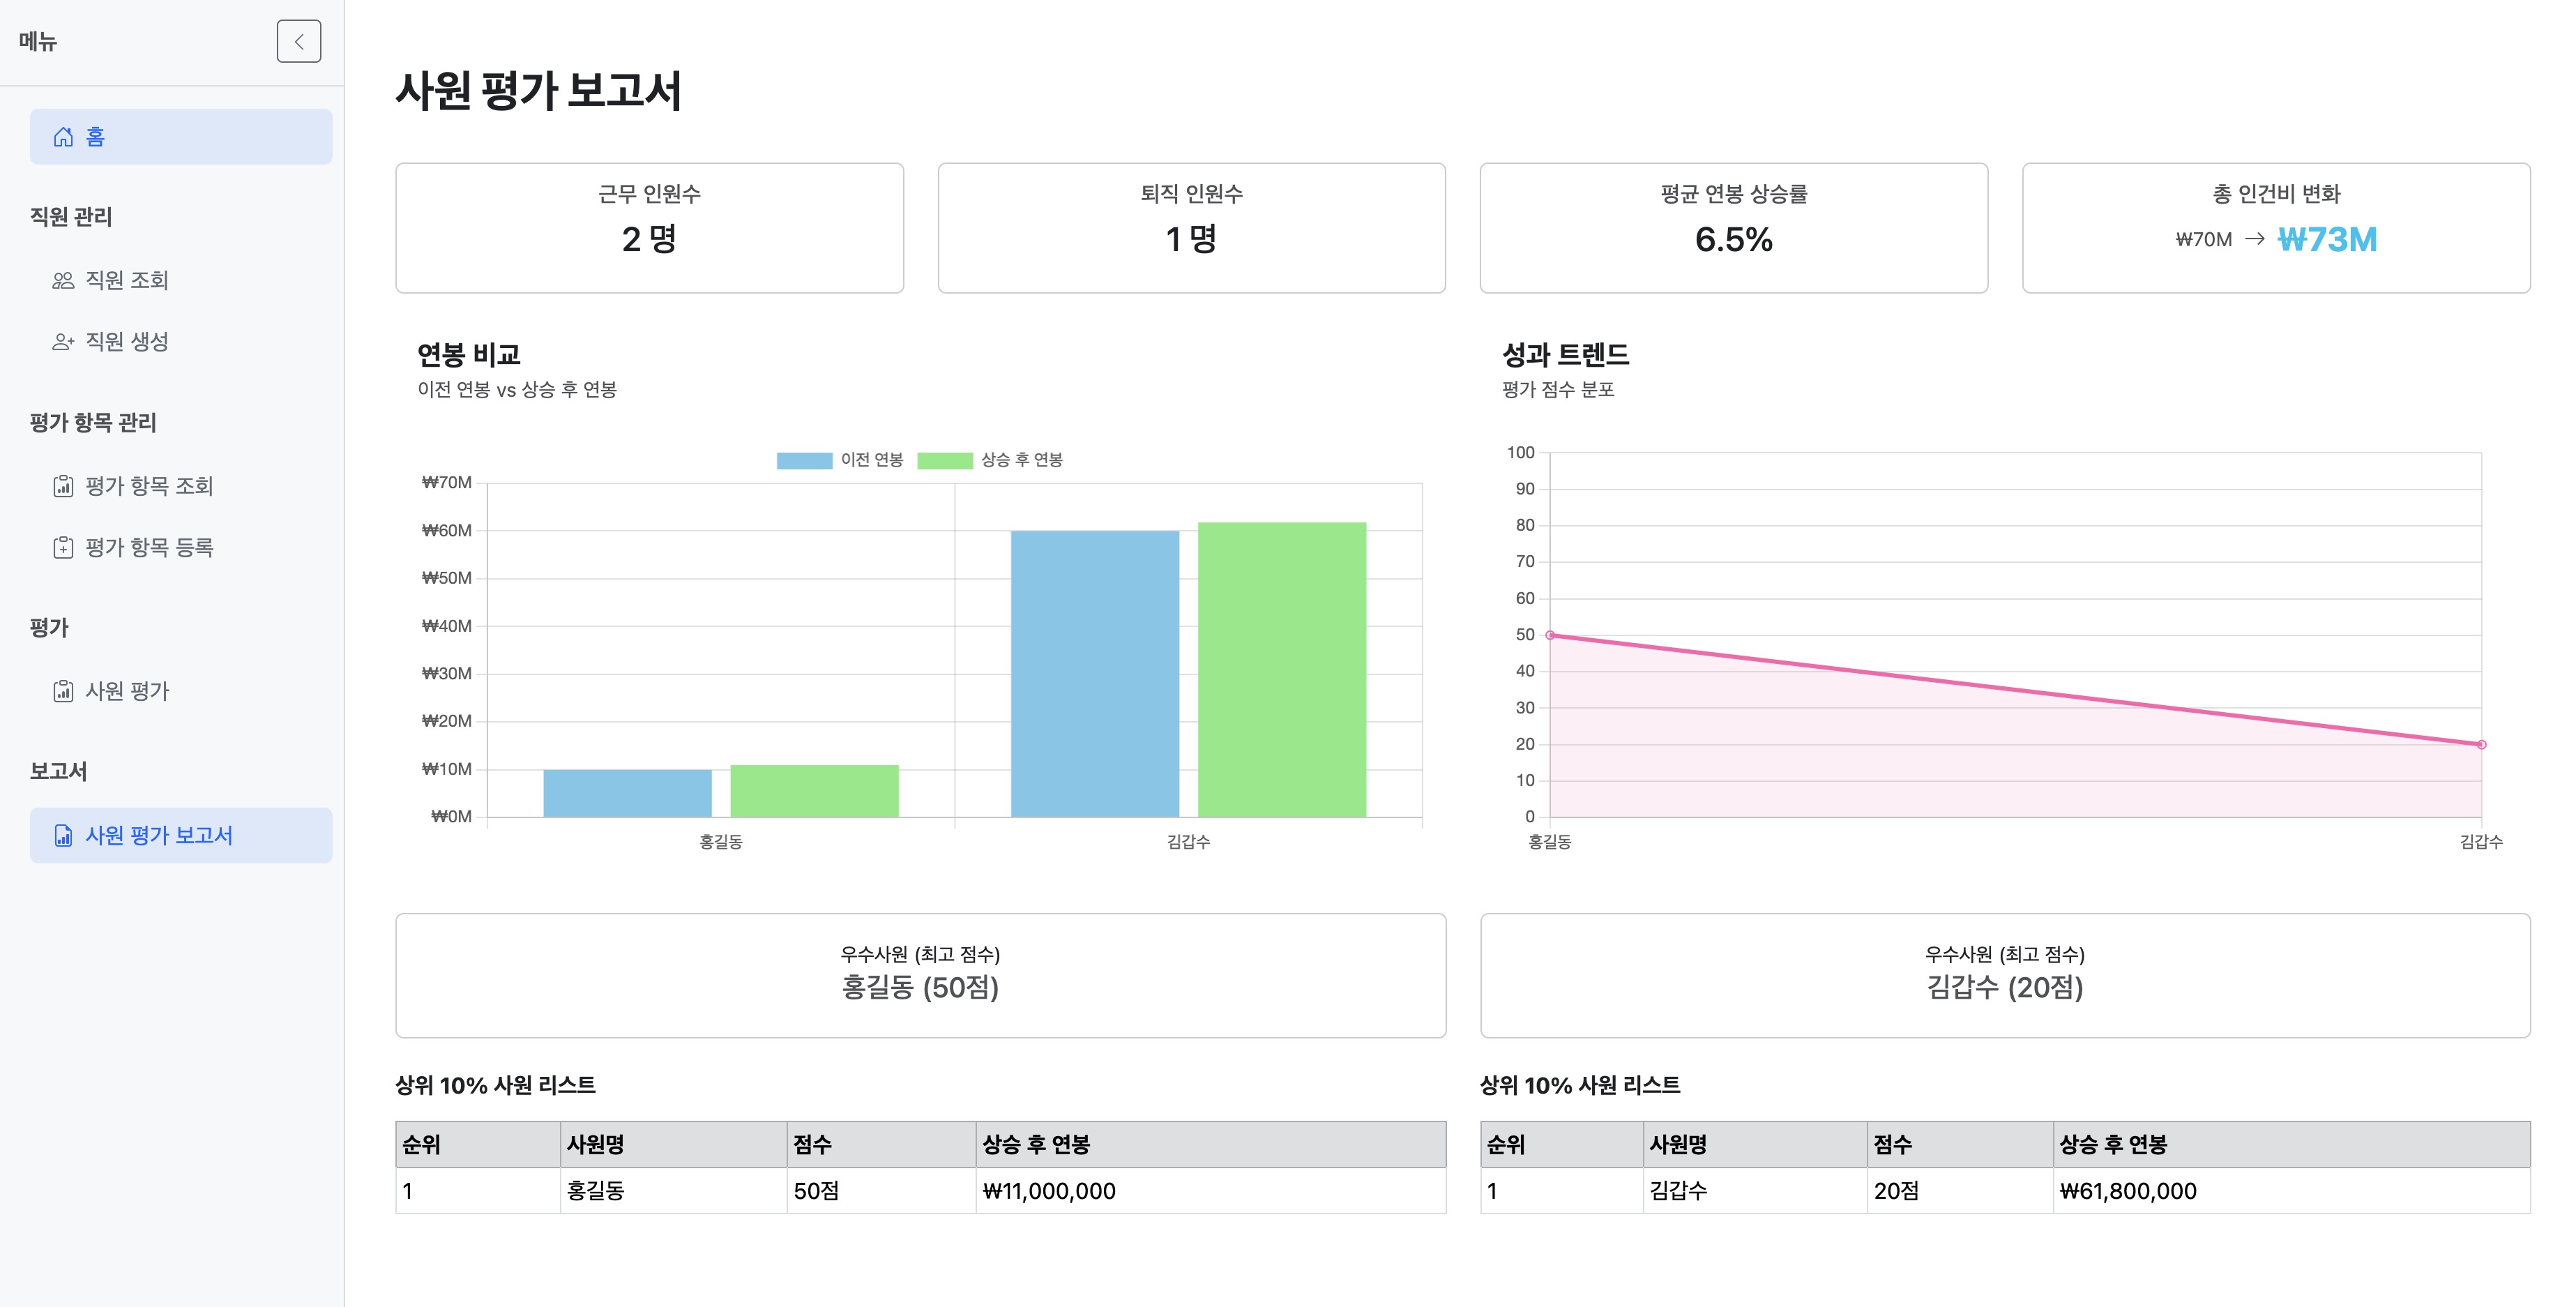 메뉴
홈
직원 관리
직원 조회
직원 생성
평가 항목 관리
평가 항목 조회
평가 항목 등록
평가
사원 평가
보고서
사원 평가 보고서
사원 평가 보고서
근무 인원수
2 명
퇴직 인원수
1 명
평균 연봉 상승률
6.5%
총 인건비 변화
₩70M → ₩73M
연봉 비교
이전 연봉 vs 상승 후 연봉
이전 연봉 상승 후 연봉
₩70M
₩60M
₩50M
₩40M
₩30M
₩20M
₩10M
₩0M
홍길동 김갑수
성과 트렌드
평가 점수 분포
100
90
80
70
60
50
40
30
20
10
0
홍길동 김갑수
우수사원 (최고 점수)
홍길동 (50점)
우수사원 (최고 점수)
김갑수 (20점)
상위 10% 사원 리스트
순위 사원명 점수 상승 후 연봉
1 홍길동 50점 ₩11,000,000
상위 10% 사원 리스트
순위 사원명 점수 상승 후 연봉
1 김갑수 20점 ₩61,800,000